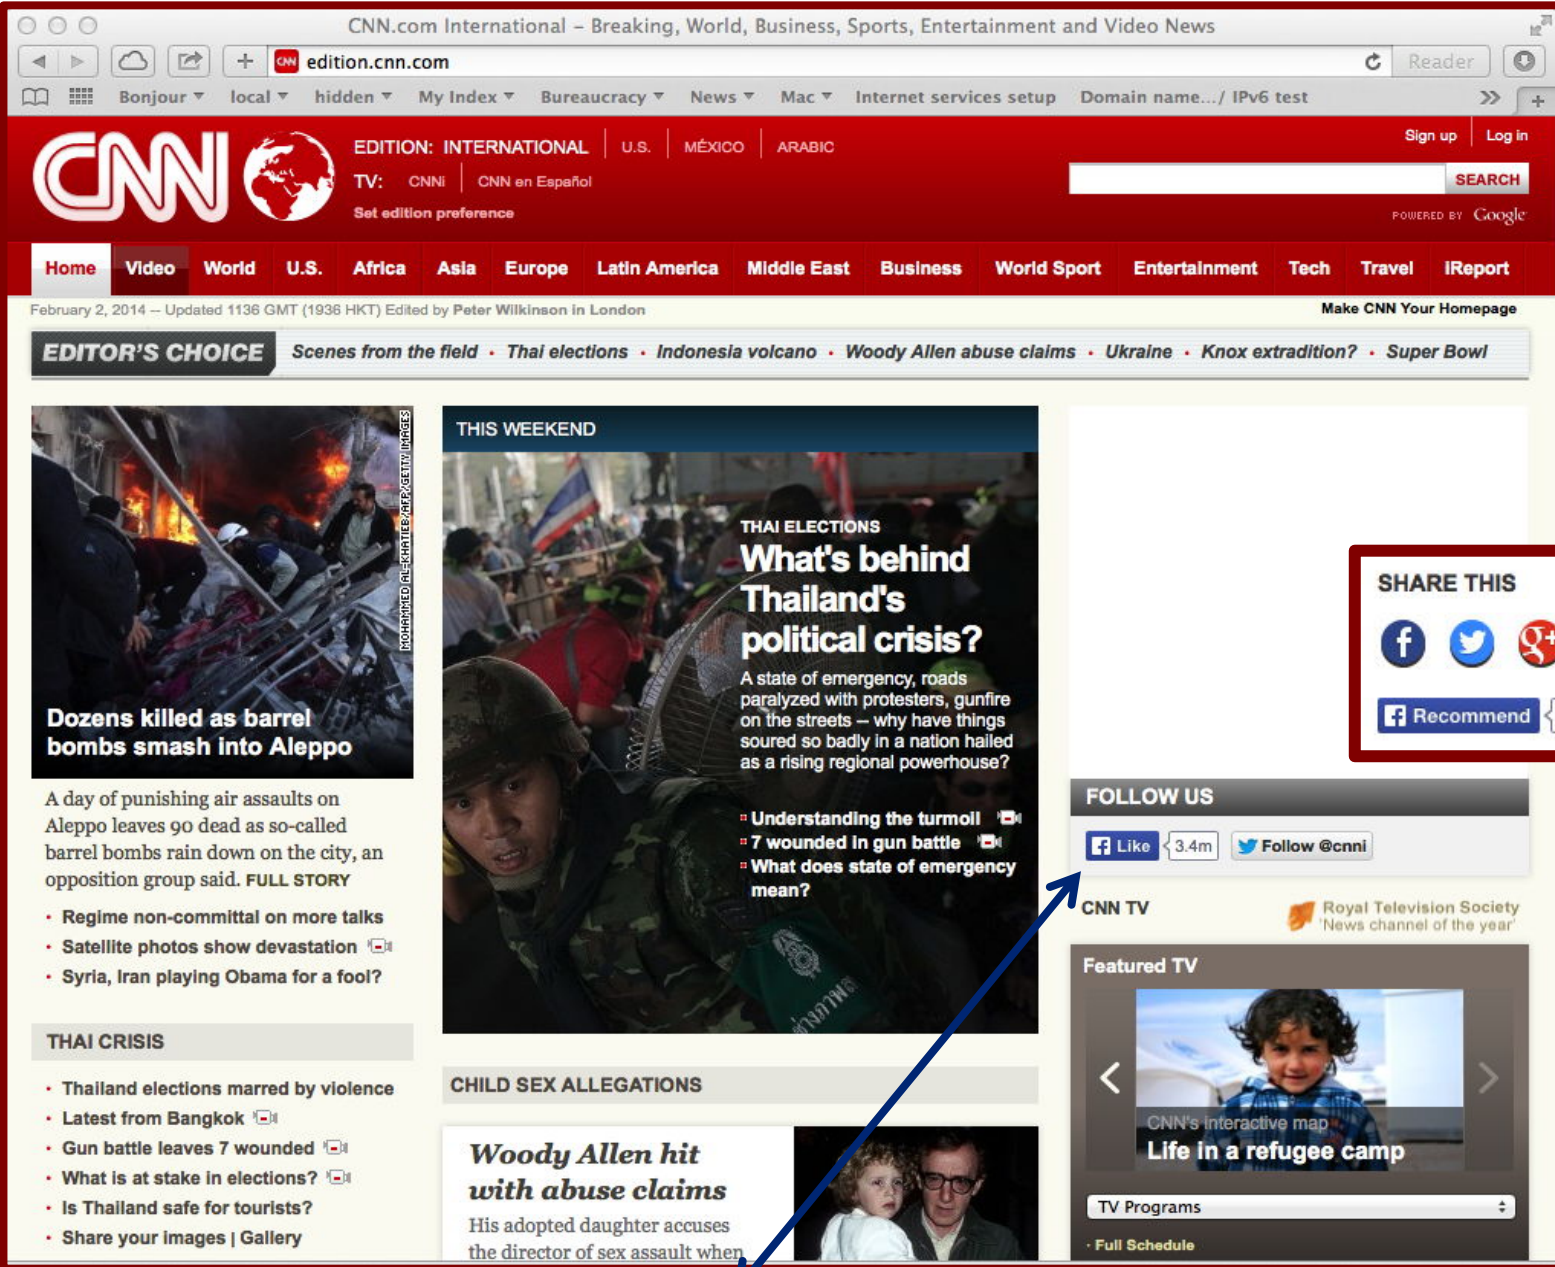 CNN.com International – Breaking, World, Business, Sports, Entertainment and Video News
CNN edition.cnn.com
Reader
Bonjour local hidden My Index Bureaucracy News Mac Internet services setup Domain name.../ IPv6 test
CNN
EDITION: INTERNATIONAL U.S. MÉXICO ARABIC
TV: CNNi CNN en Español
Set edition preference
Sign up Log in
SEARCH
POWERED BY Google
Home Video World U.S. Africa Asia Europe Latin America Middle East Business World Sport Entertainment Tech Travel iReport
February 2, 2014 -- Updated 1136 GMT (1936 HKT) Edited by Peter Wilkinson in London
Make CNN Your Homepage
EDITOR'S CHOICE Scenes from the field • Thai elections • Indonesia volcano • Woody Allen abuse claims • Ukraine • Knox extradition? • Super Bowl
MOHAMMED AL-KHATIEB/AFP/GETTY IMAGES
Dozens killed as barrel
bombs smash into Aleppo
A day of punishing air assaults on
Aleppo leaves 90 dead as so-called
barrel bombs rain down on the city, an
opposition group said. FULL STORY
• Regime non-committal on more talks
• Satellite photos show devastation
• Syria, Iran playing Obama for a fool?
THAI CRISIS
• Thailand elections marred by violence
• Latest from Bangkok
• Gun battle leaves 7 wounded
• What is at stake in elections?
• Is Thailand safe for tourists?
• Share your images | Gallery
THIS WEEKEND
THAI ELECTIONS
What's behind
Thailand's
political crisis?
A state of emergency, roads
paralyzed with protesters, gunfire
on the streets -- why have things
soured so badly in a nation hailed
as a rising regional powerhouse?
Understanding the turmoil
7 wounded in gun battle
What does state of emergency
mean?
CHILD SEX ALLEGATIONS
Woody Allen hit
with abuse claims
His adopted daughter accuses
the director of sex assault when
SHARE THIS
f g+
f Recommend
FOLLOW US
f Like 3.4m Follow @cnni
CNN TV
Royal Television Society
'News channel of the year'
Featured TV
CNN's interactive map
Life in a refugee camp
TV Programs
• Full Schedule